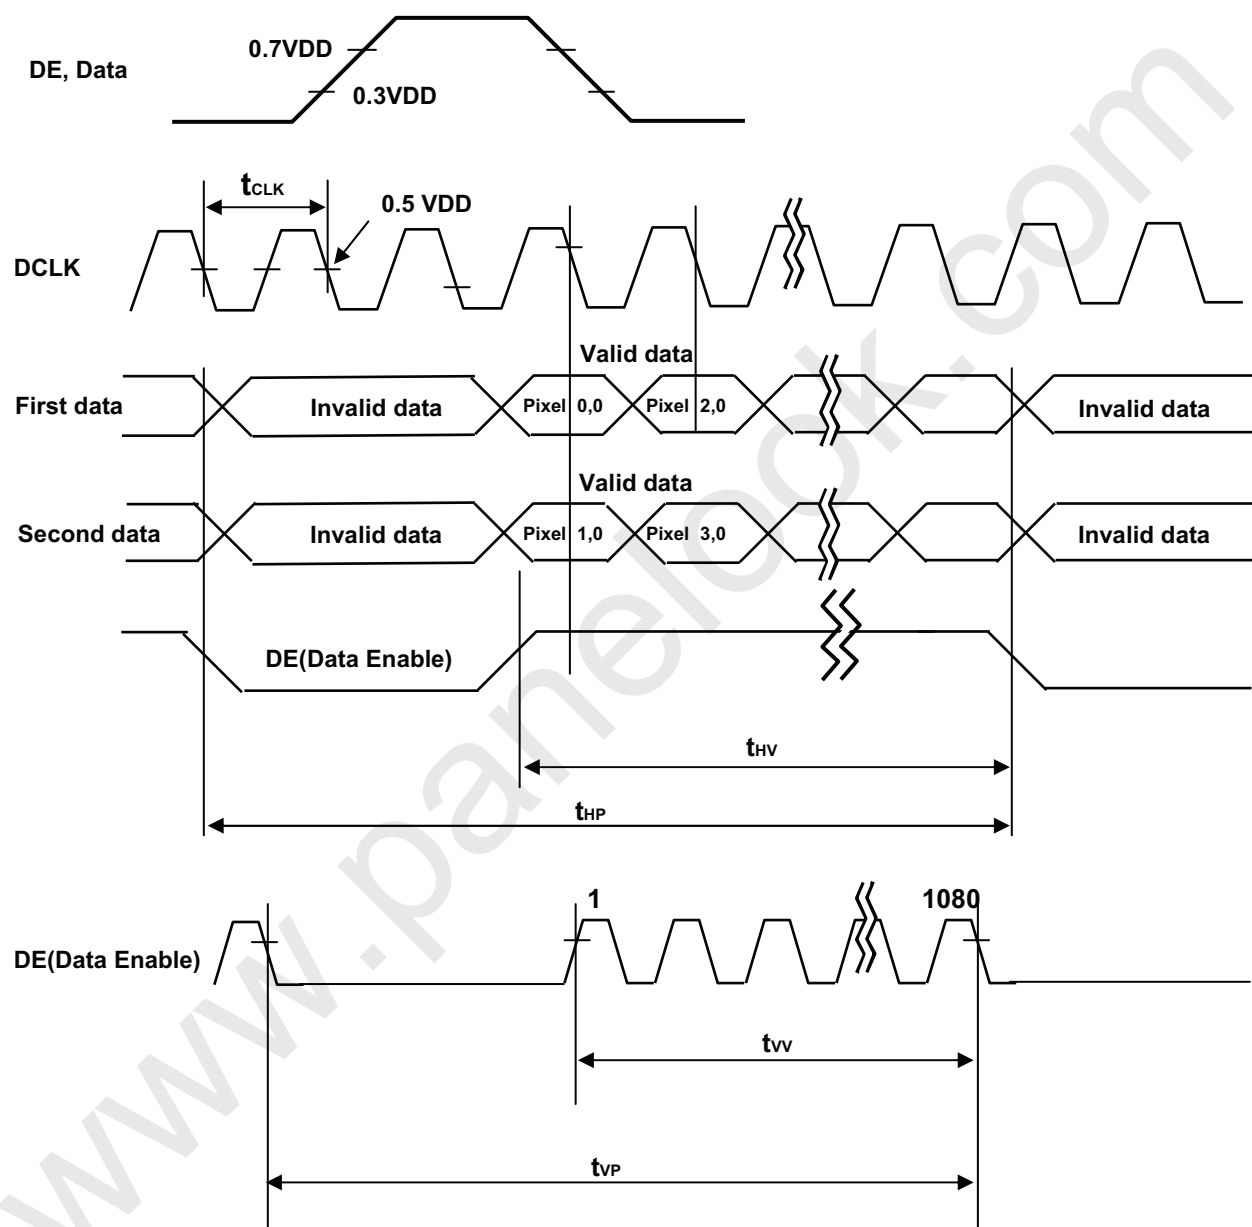 DE, Data
0.7VDD
0.3VDD
tCLK
0.5 VDD
DCLK
Valid data
First data
Invalid data
Pixel 0,0
Pixel 2,0
Invalid data
Valid data
Second data
Invalid data
Pixel 1,0
Pixel 3,0
Invalid data
DE(Data Enable)
tHV
tHP
1
1080
DE(Data Enable)
tVV
tVP
www.panelook.com